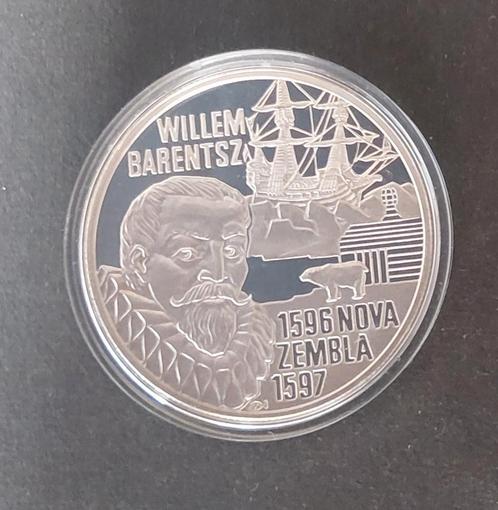 WILLEM
BARENTSZ
1596 NOVA
ZEMBLA
1597